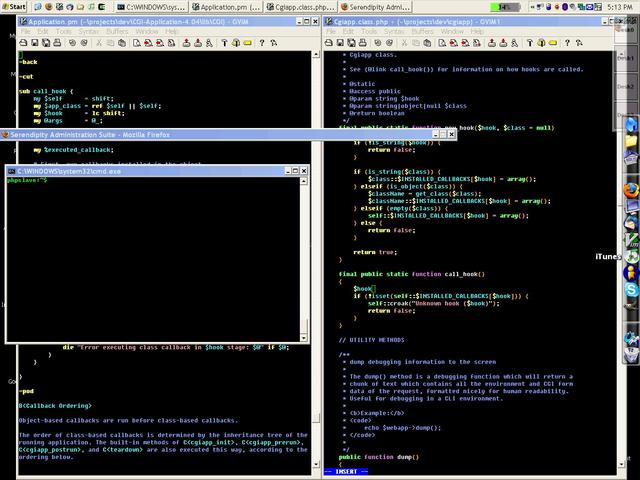 Start
C:\WINDOWS\system...
Application.pm (~\pro...
Cgiapp.class.php (~\...
Serendipity Admini...
14%
5:13 PM
Application.pm (~\projects\dev\CGI-Application-4.04\lib\CGI) - GVIM
File Edit Tools Syntax Buffers Window Help
=back
=cut
sub call_hook {
my $self = shift;
my $app_class = ref $self || $self;
my $hook = lc shift;
my @args = @_;
Serendipity Administration Suite - Mozilla Firefox
my %executed_callback;
# First, run callbacks installed in the object
C:\WINDOWS\system32\cmd.exe
phpslave:~$
die "Error executing class callback in $hook stage: $@" if $@;
}
}
}
=pod
B<Callback Ordering>
Object-based callbacks are run before class-based callbacks.
The order of class-based callbacks is determined by the inheritance tree of the
running application. The built-in methods of C<cgiapp_init>, C<cgiapp_prerun>,
C<cgiapp_postrun>, and C<teardown> are also executed this way, according to the
ordering below.
Cgiapp.class.php + (~\projects\dev\cgiapp) - GVIM1
File Edit Tools Syntax Buffers Window Help
* Cgiapp class.
*
* See {@link call_hook()} for information on how hooks are called.
*
* @static
* @access public
* @param string $hook
* @param string|object|null $class
* @return boolean
*/
final public static function new_hook($hook, $class = null)
if (!is_string($hook)) {
return false;
}
if (is_string($class)) {
$class::$INSTALLED_CALLBACKS[$hook] = array();
} elseif (is_object($class)) {
$className = get_class($class);
$className::$INSTALLED_CALLBACKS[$hook] = array();
} elseif (empty($class)) {
self::$INSTALLED_CALLBACKS[$hook] = array();
} else {
return false;
}
return true;
}
final public static function call_hook()
{
$hook
if (!isset(self::$INSTALLED_CALLBACKS[$hook])) {
self::croak("Unknown hook ($hook)");
return false;
}
}
// UTILITY METHODS
/**
* dump debugging information to the screen
*
* The dump() method is a debugging function which will return a
* chunk of text which contains all the environment and CGI form
* data of the request, formatted nicely for human readability.
* Useful for debugging in a CLI environment.
*
* <b>Example:</b>
* <code>
* echo $webapp->dump();
* </code>
*
*/
public function dump()
{
-- INSERT --
Desk0
Desk1
Desk2
Desk3
iTunes